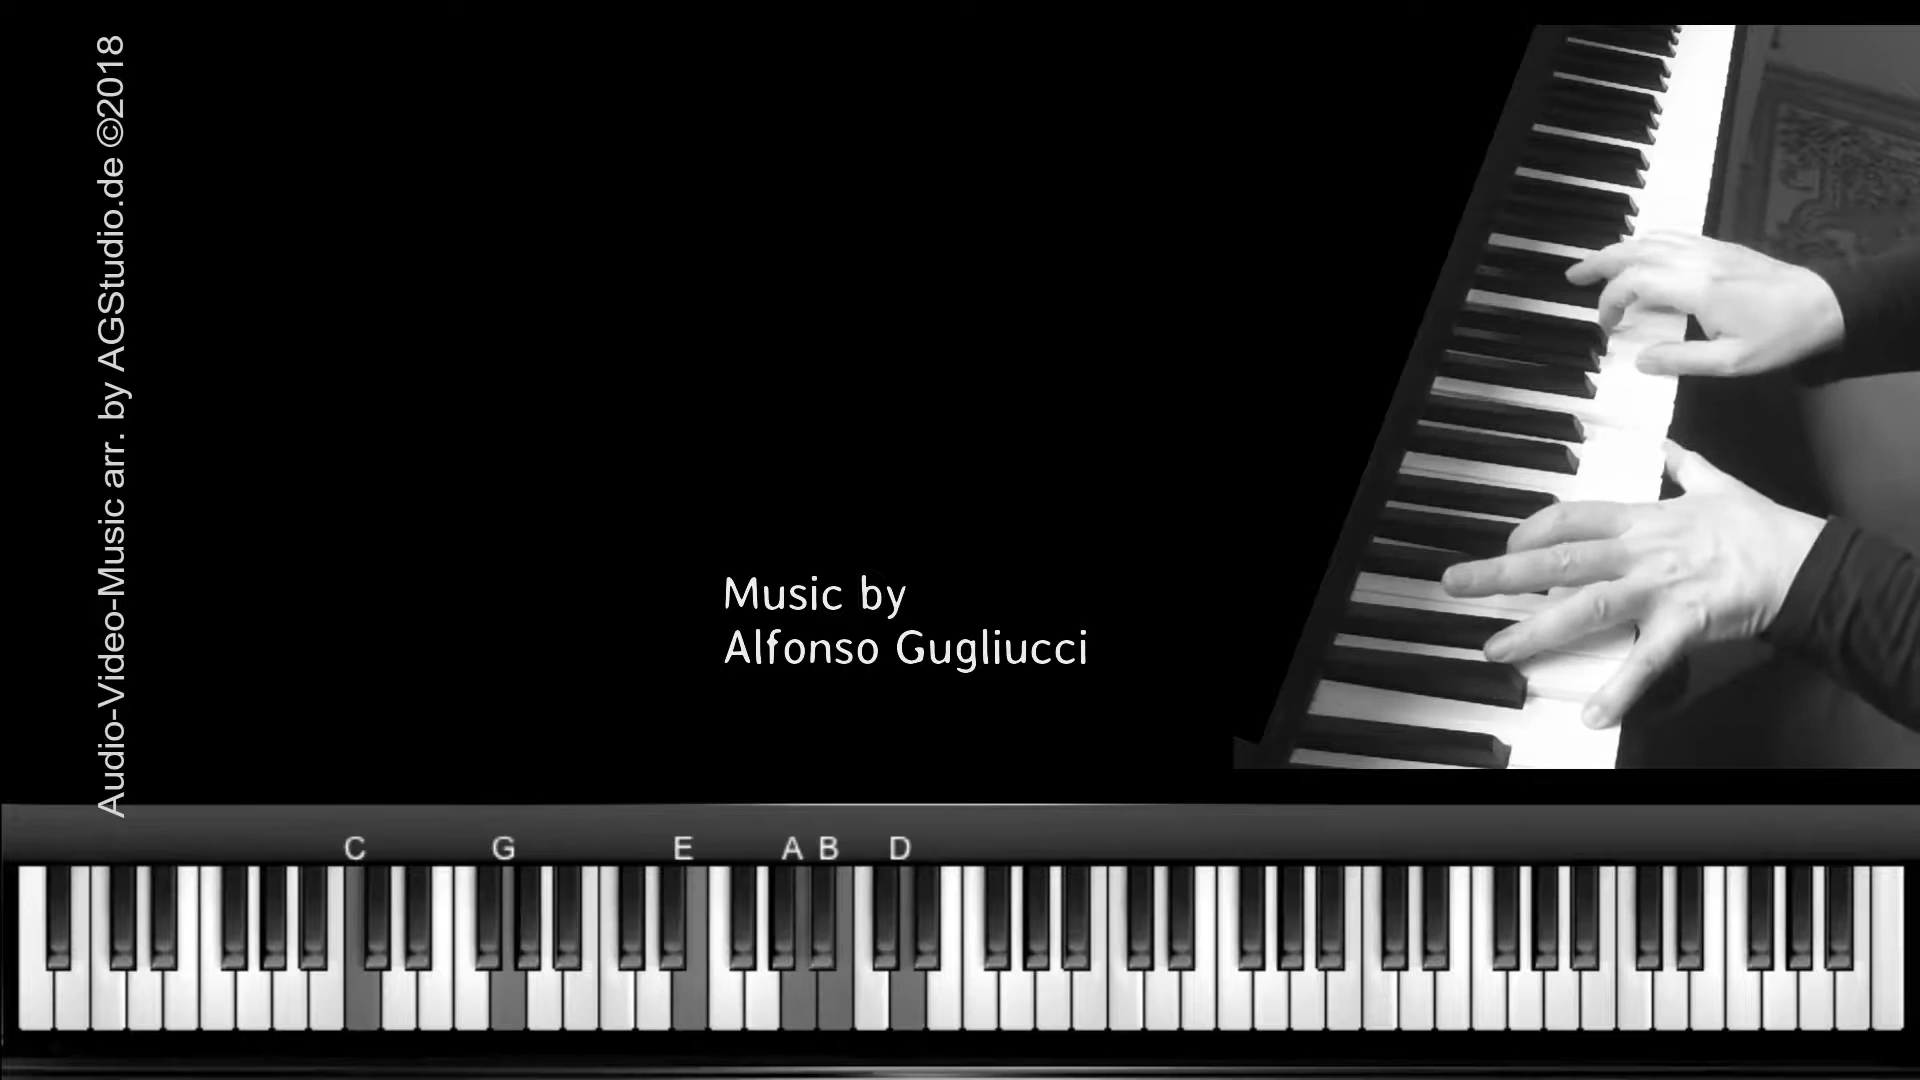 Audio-Video-Music arr. by AGStudio.de ©2018
Music by
Alfonso Gugliucci
C G E A B D